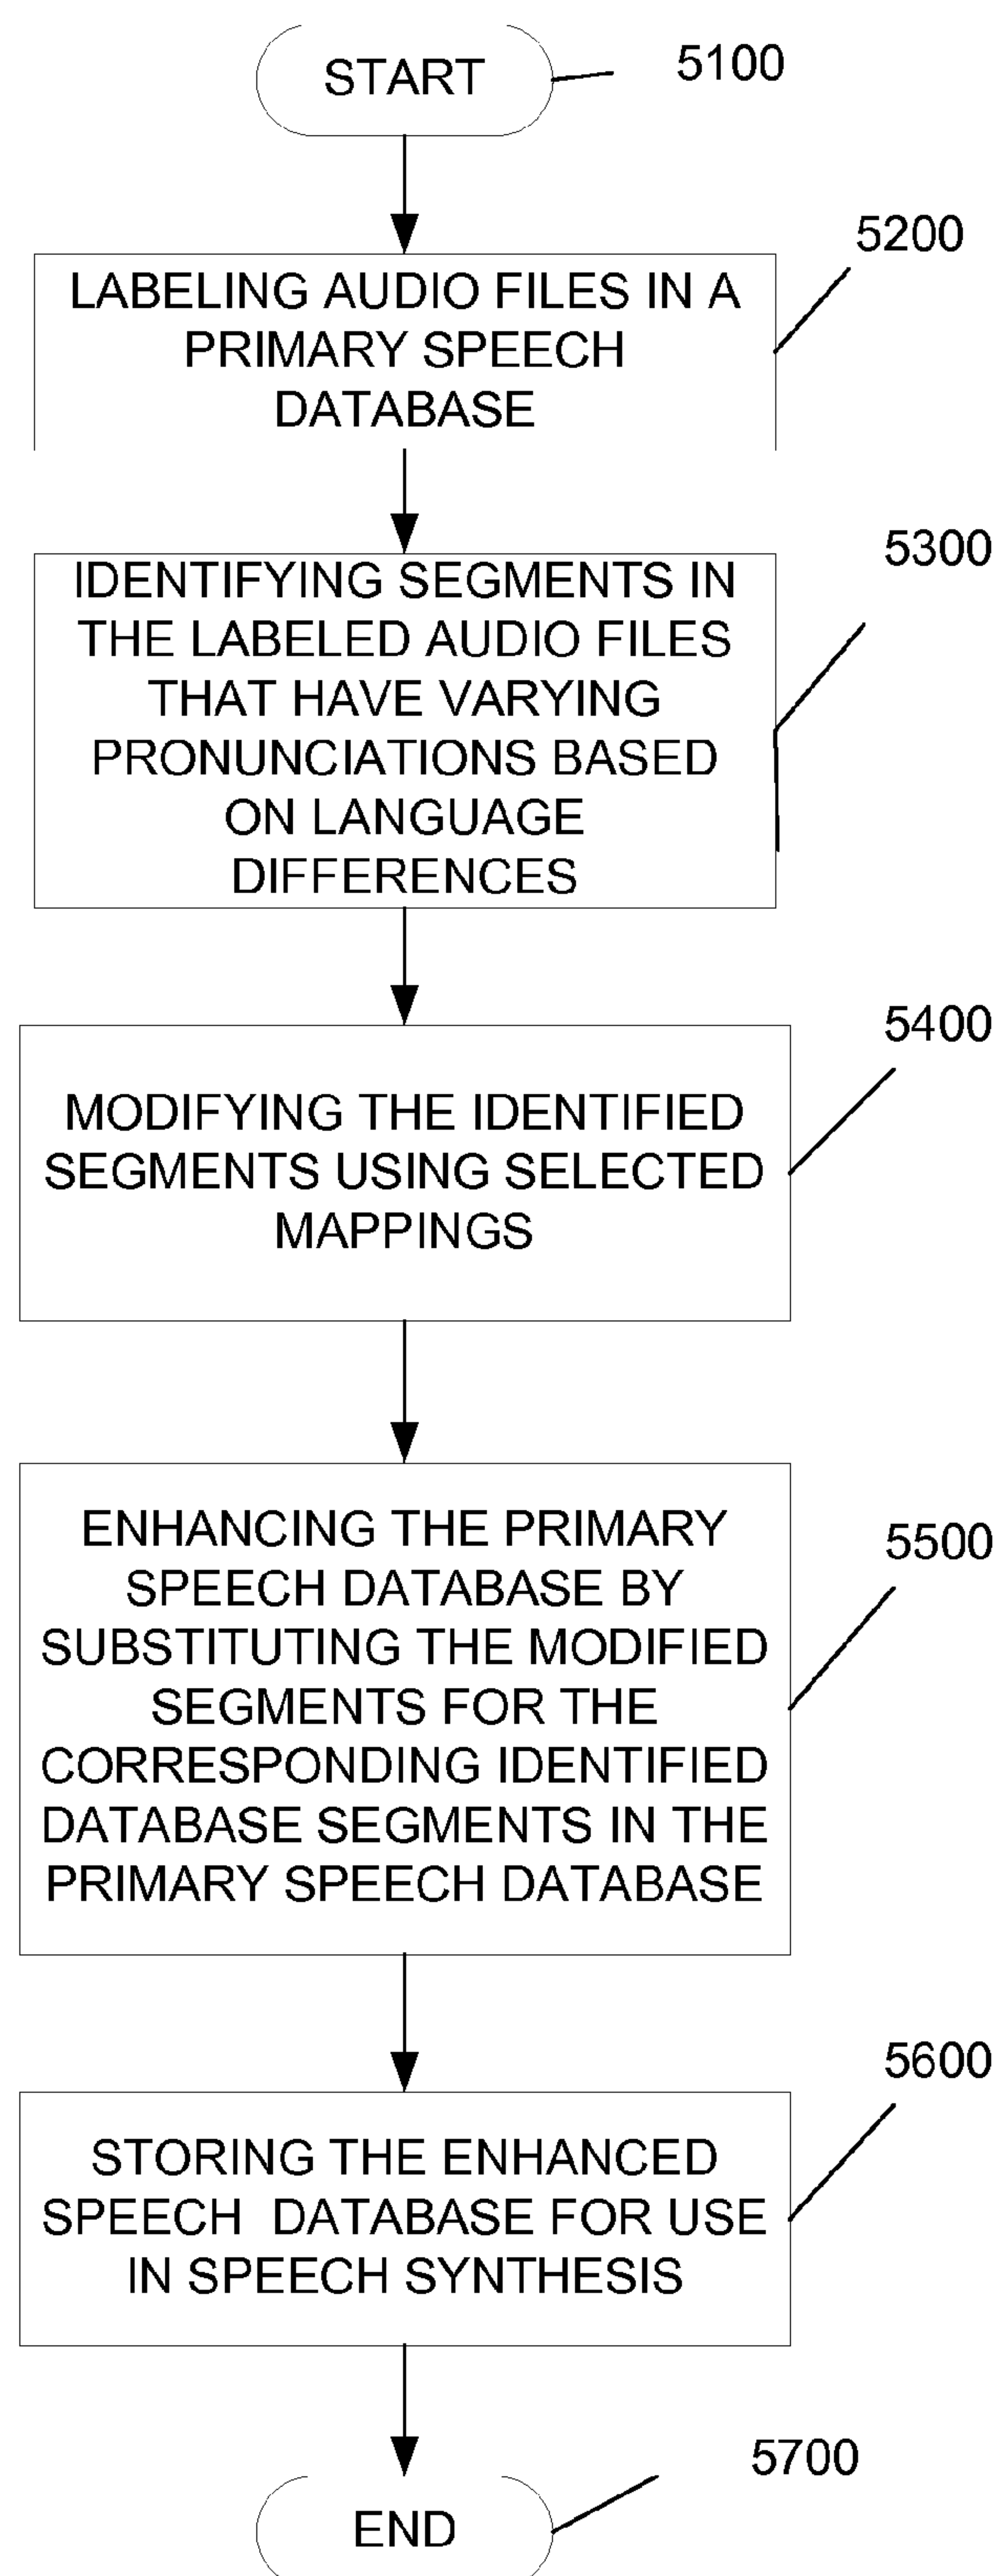 START
5100
5200
LABELING AUDIO FILES IN A
PRIMARY SPEECH
DATABASE
5300
IDENTIFYING SEGMENTS IN
THE LABELED AUDIO FILES
THAT HAVE VARYING
PRONUNCIATIONS BASED
ON LANGUAGE
DIFFERENCES
5400
MODIFYING THE IDENTIFIED
SEGMENTS USING SELECTED
MAPPINGS
5500
ENHANCING THE PRIMARY
SPEECH DATABASE BY
SUBSTITUTING THE MODIFIED
SEGMENTS FOR THE
CORRESPONDING IDENTIFIED
DATABASE SEGMENTS IN THE
PRIMARY SPEECH DATABASE
5600
STORING THE ENHANCED
SPEECH DATABASE FOR USE
IN SPEECH SYNTHESIS
5700
END